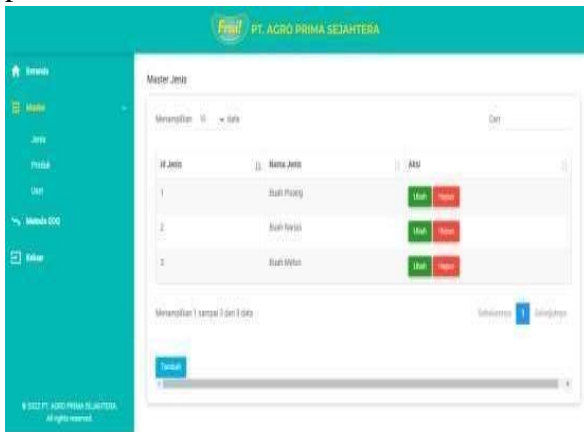 Fruit! PT. AGRO PRIMA SEJAHTERA
Beranda
Master
Jenis
Produk
User
Metode EOQ
Keluar
© 2022 PT. AGRO PRIMA SEJAHTERA.
All rights reserved.
Master Jenis
Menampilkan 10 data
Cari
Id Jenis Nama Jenis Aksi
1 Buah Pisang Ubah Hapus
2 Buah Nanas Ubah Hapus
3 Buah Melon Ubah Hapus
Menampilkan 1 sampai 3 dari 3 data
Sebelumnya 1 Selanjutnya
Tambah